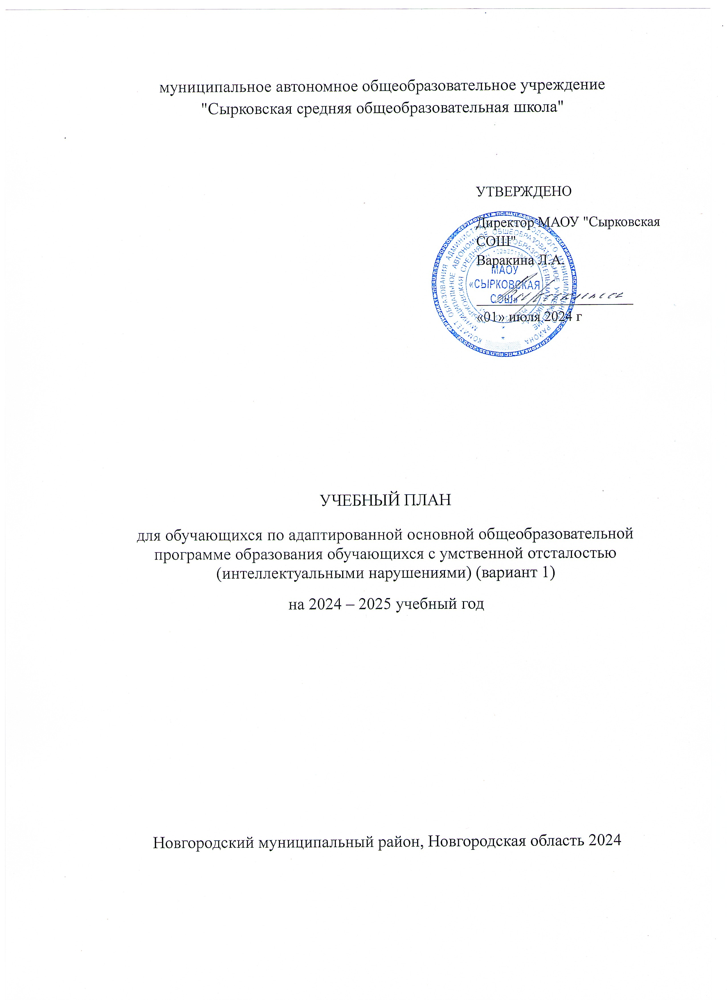 муниципальное автономное общеобразовательное учреждение
"Сырковская средняя общеобразовательная школа"
УТВЕРЖДЕНО
Директор МАОУ "Сырковская
СОШ"
Варакина Л.А.
МАОУ
«СЫРКОВСКАЯ
СОШ»
«01» июля 2024 г
УЧЕБНЫЙ ПЛАН
для обучающихся по адаптированной основной общеобразовательной
программе образования обучающихся с умственной отсталостью
(интеллектуальными нарушениями) (вариант 1)
на 2024 – 2025 учебный год
Новгородский муниципальный район, Новгородская область 2024